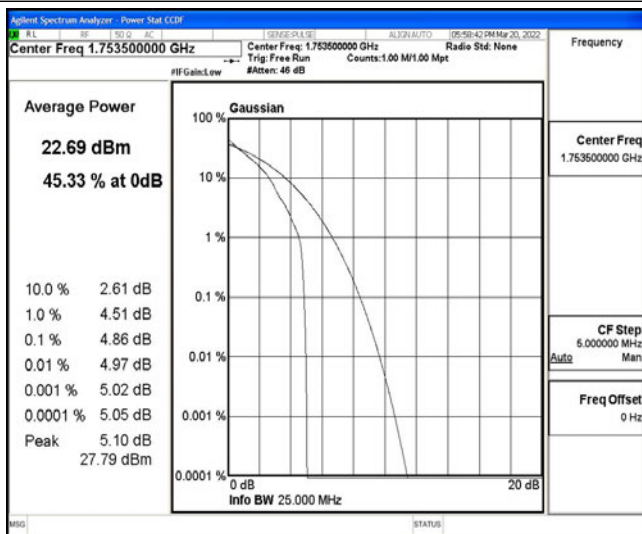 Agilent Spectrum Analyzer - Power Stat CCDF
RL RF 50 Ω AC SENSE:PULSE ALIGN AUTO 05:58:42 PM Mar 20, 2022
Center Freq 1.753500000 GHz
Center Freq: 1.753500000 GHz Radio Std: None
Trig: Free Run Counts:1.00 M/1.00 Mpt
#IFGain:Low #Atten: 46 dB
Frequency
Average Power
22.69 dBm
45.33 % at 0dB
10.0 % 2.61 dB
1.0 % 4.51 dB
0.1 % 4.86 dB
0.01 % 4.97 dB
0.001 % 5.02 dB
0.0001 % 5.05 dB
Peak 5.10 dB
27.79 dBm
Gaussian
100 %
10 %
1 %
0.1 %
0.01 %
0.001 %
0.0001 %
0 dB 20 dB
Info BW 25.000 MHz
Center Freq
1.753500000 GHz
CF Step
5.000000 MHz
Auto Man
Freq Offset
0 Hz
MSG STATUS